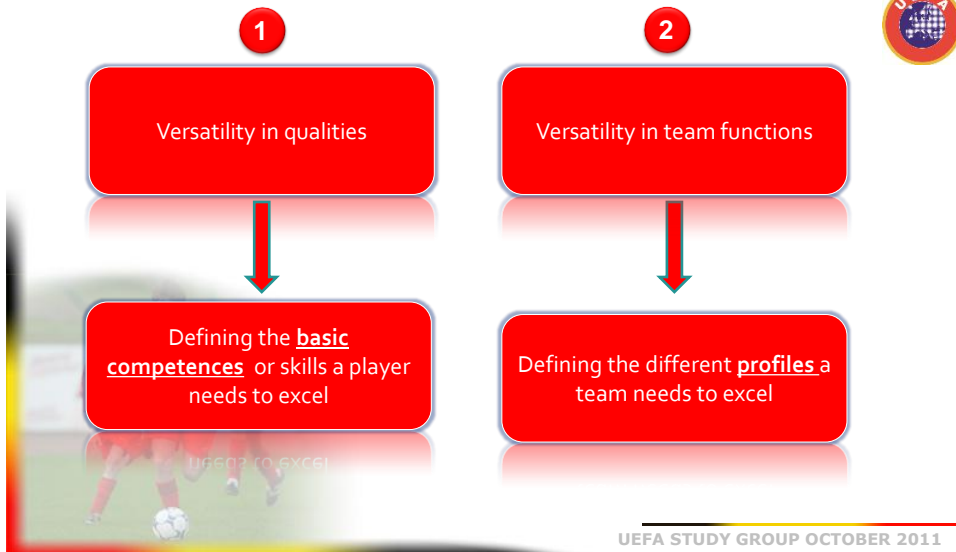 1
2
UEFA
Versatility in qualities
Versatility in team functions
Defining the basic
competences or skills a player
needs to excel
Defining the different profiles a
team needs to excel
UEFA STUDY GROUP OCTOBER 2011